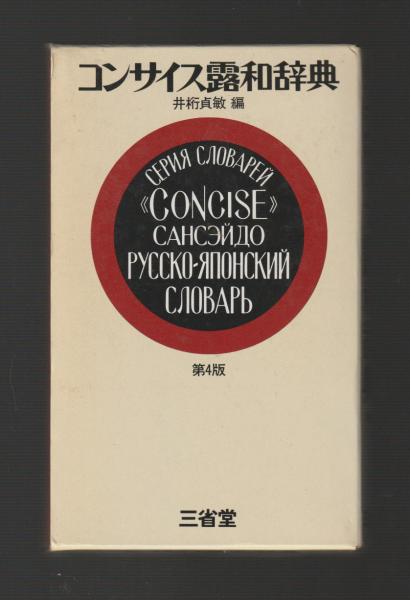 コンサイス露和辞典
井桁貞敏 編
СЕРИЯ СЛОВАРЕЙ
《CONCISE》
САНСЭЙДО
РУССКО-ЯПОНСКИЙ
СЛОВАРЬ
第4版
三省堂